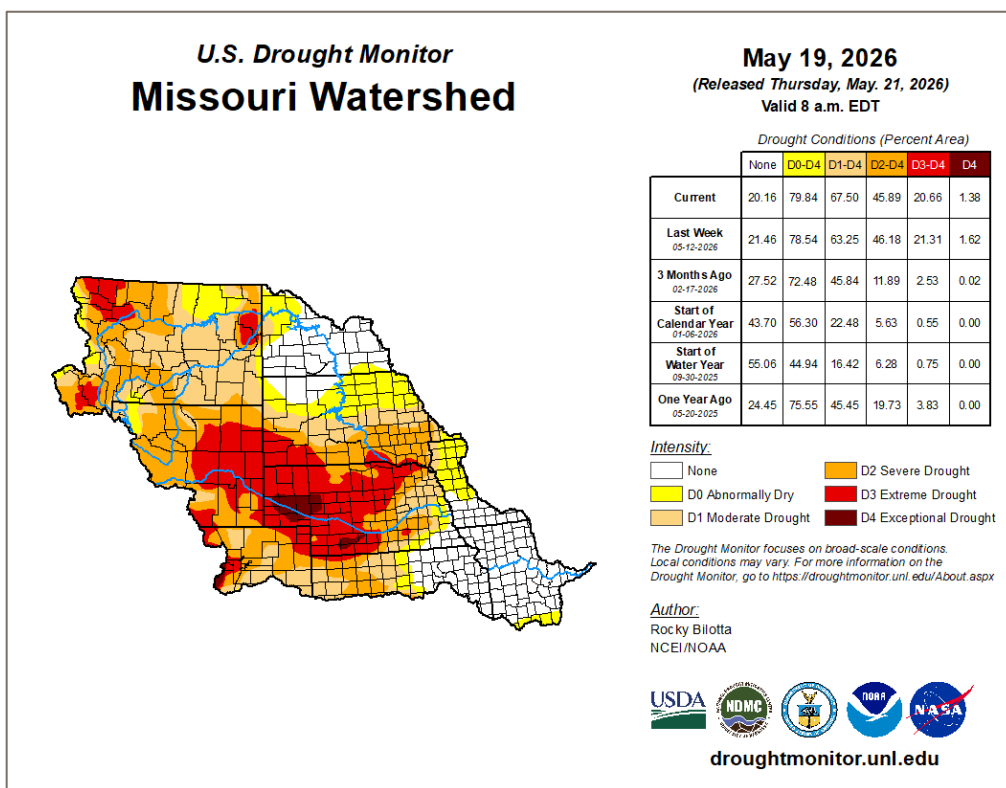 U.S. Drought Monitor
Missouri Watershed
May 19, 2026
(Released Thursday, May. 21, 2026)
Valid 8 a.m. EDT
Drought Conditions (Percent Area)
None D0-D4 D1-D4 D2-D4 D3-D4 D4
Current 20.16 79.84 67.50 45.89 20.66 1.38
Last Week
05-12-2026 21.46 78.54 63.25 46.18 21.31 1.62
3 Months Ago
02-17-2026 27.52 72.48 45.84 11.89 2.53 0.02
Start of
Calendar Year
01-06-2026 43.70 56.30 22.48 5.63 0.55 0.00
Start of
Water Year
09-30-2025 55.06 44.94 16.42 6.28 0.75 0.00
One Year Ago
05-20-2025 24.45 75.55 45.45 19.73 3.83 0.00
Intensity:
None
D0 Abnormally Dry
D1 Moderate Drought
D2 Severe Drought
D3 Extreme Drought
D4 Exceptional Drought
The Drought Monitor focuses on broad-scale conditions.
Local conditions may vary. For more information on the
Drought Monitor, go to https://droughtmonitor.unl.edu/About.aspx
Author:
Rocky Bilotta
NCEI/NOAA
USDA
NDMC
NOAA
NASA
droughtmonitor.unl.edu